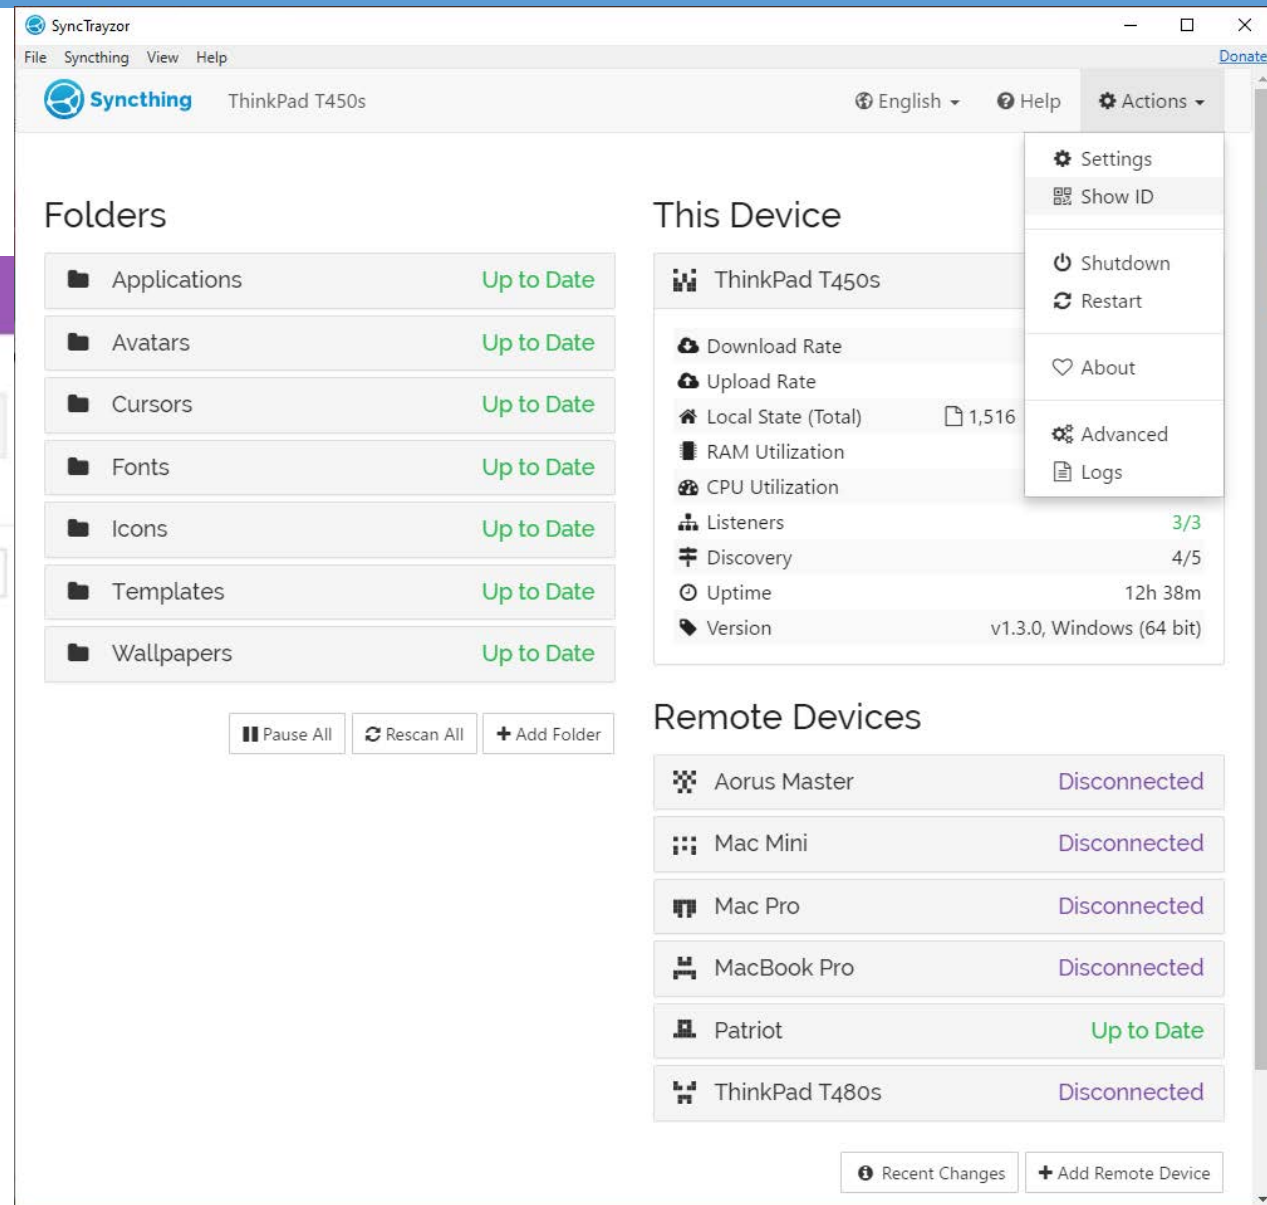 SyncTrayzor
File Syncthing View Help Donate
Syncthing ThinkPad T450s English Help Actions
Settings
Show ID
Shutdown
Restart
About
Advanced
Logs
Folders
Applications Up to Date
Avatars Up to Date
Cursors Up to Date
Fonts Up to Date
Icons Up to Date
Templates Up to Date
Wallpapers Up to Date
Pause All Rescan All Add Folder
This Device
ThinkPad T450s
Download Rate
Upload Rate
Local State (Total) 1,516
RAM Utilization
CPU Utilization
Listeners 3/3
Discovery 4/5
Uptime 12h 38m
Version v1.3.0, Windows (64 bit)
Remote Devices
Aorus Master Disconnected
Mac Mini Disconnected
Mac Pro Disconnected
MacBook Pro Disconnected
Patriot Up to Date
ThinkPad T480s Disconnected
Recent Changes Add Remote Device